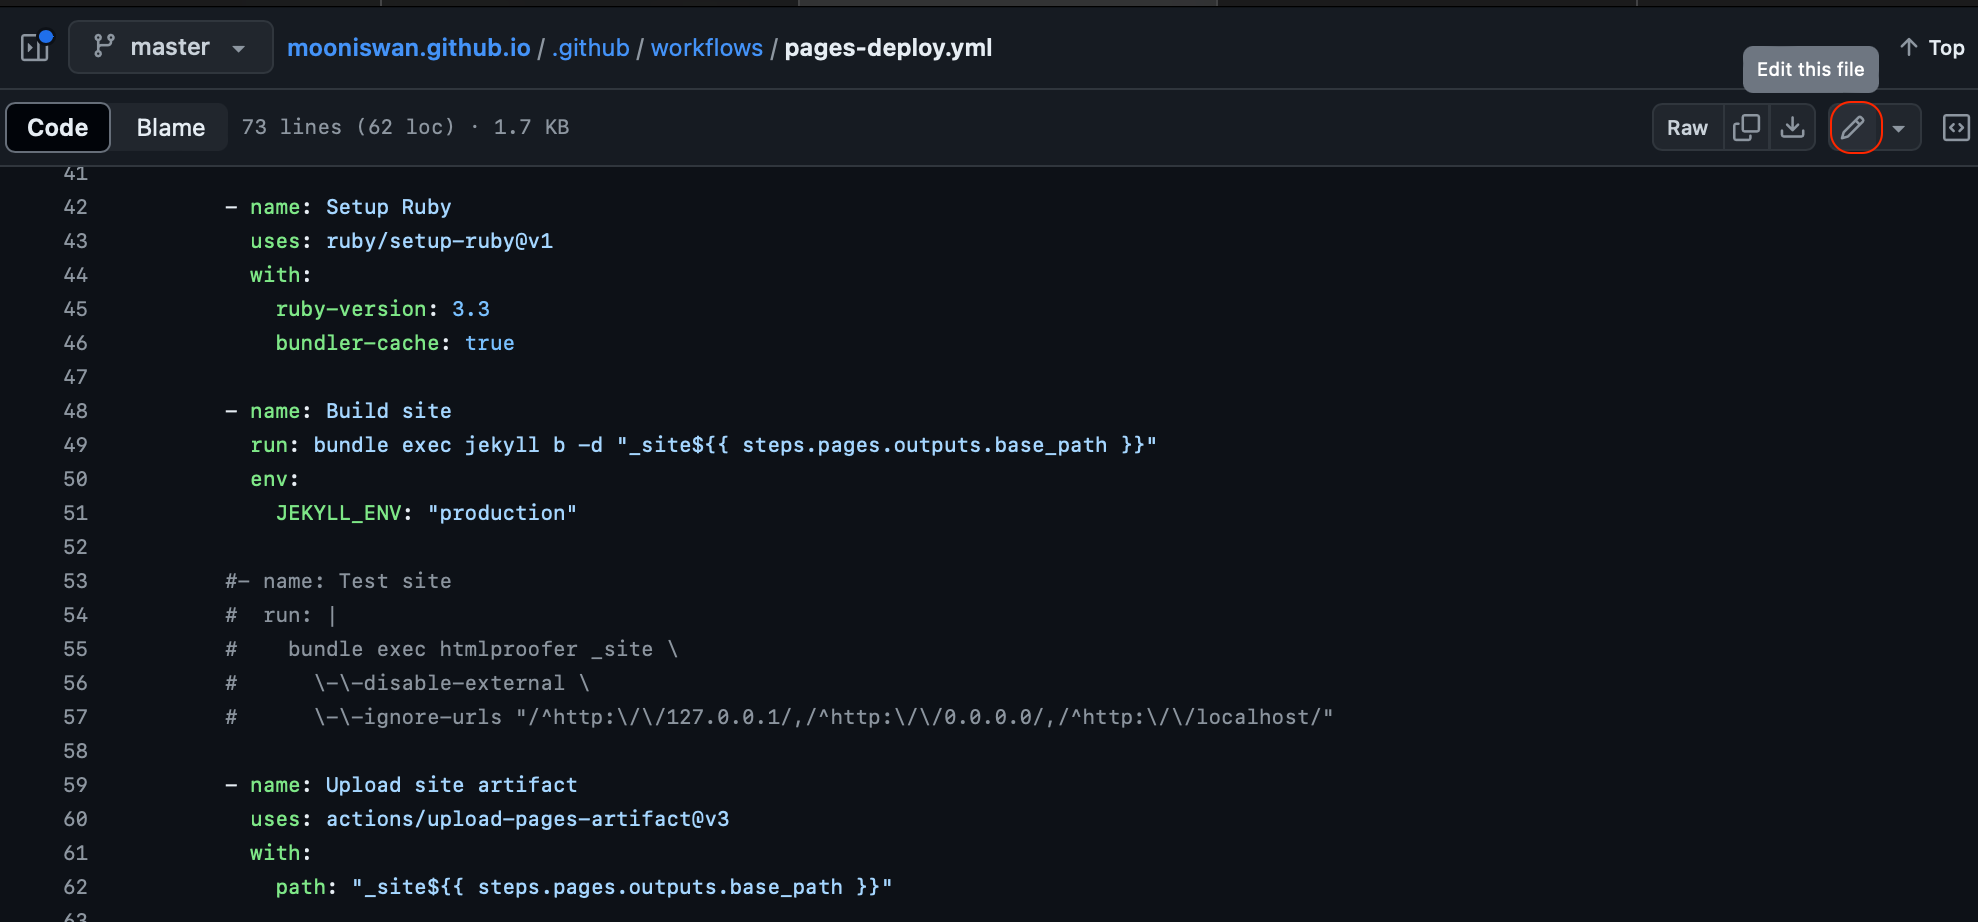 master mooniswan.github.io / .github / workflows / pages-deploy.yml Edit this file Top
Code Blame 73 lines (62 loc) · 1.7 KB Raw
41
42 - name: Setup Ruby
43 uses: ruby/setup-ruby@v1
44 with:
45 ruby-version: 3.3
46 bundler-cache: true
47
48 - name: Build site
49 run: bundle exec jekyll b -d "_site${{ steps.pages.outputs.base_path }}"
50 env:
51 JEKYLL_ENV: "production"
52
53 #- name: Test site
54 #  run: |
55 #    bundle exec htmlproofer _site \
56 #      \-\-disable-external \
57 #      \-\-ignore-urls "/^http:\/\/127.0.0.1/,/^http:\/\/0.0.0.0/,/^http:\/\/localhost/"
58
59 - name: Upload site artifact
60 uses: actions/upload-pages-artifact@v3
61 with:
62 path: "_site${{ steps.pages.outputs.base_path }}"
63